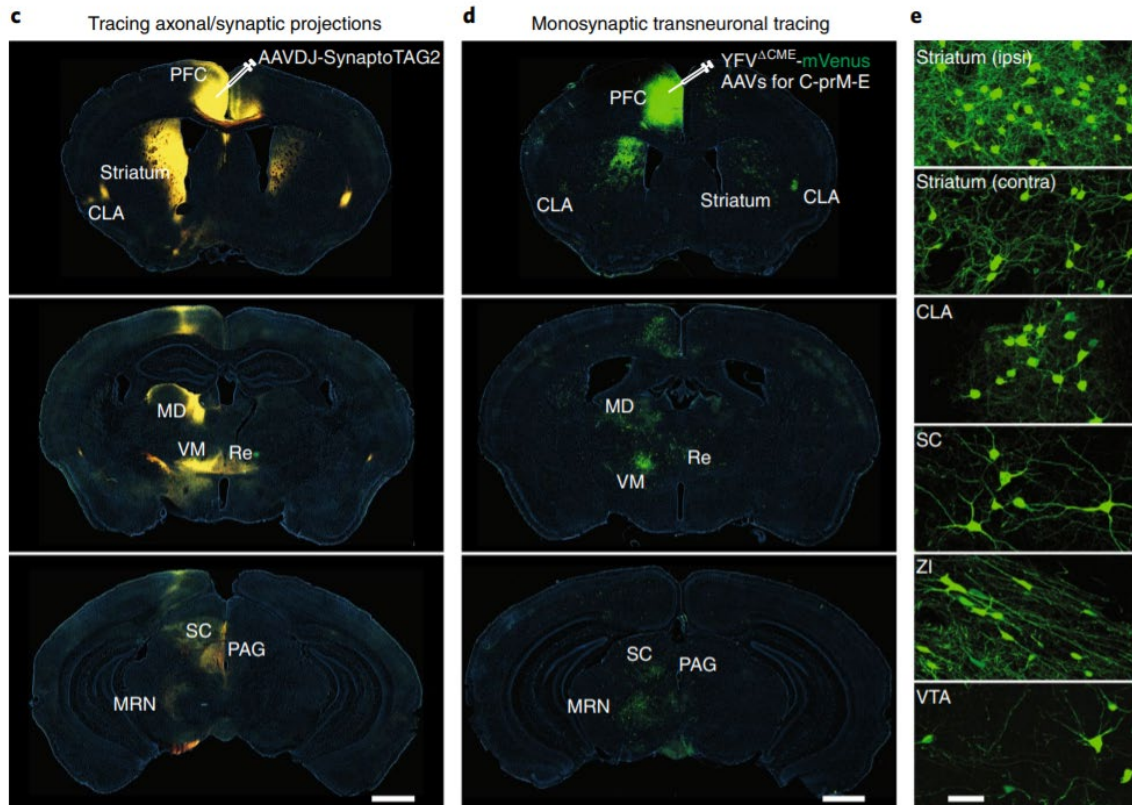 c Tracing axonal/synaptic projections
AAVDJ-SynaptoTAG2
PFC
Striatum
CLA
MD
VM
Re
SC
PAG
MRN
d Monosynaptic transneuronal tracing
YFVΔCME-mVenus
AAVs for C-prM-E
PFC
CLA
Striatum
CLA
MD
Re
VM
SC
PAG
MRN
e
Striatum (ipsi)
Striatum (contra)
CLA
SC
ZI
VTA